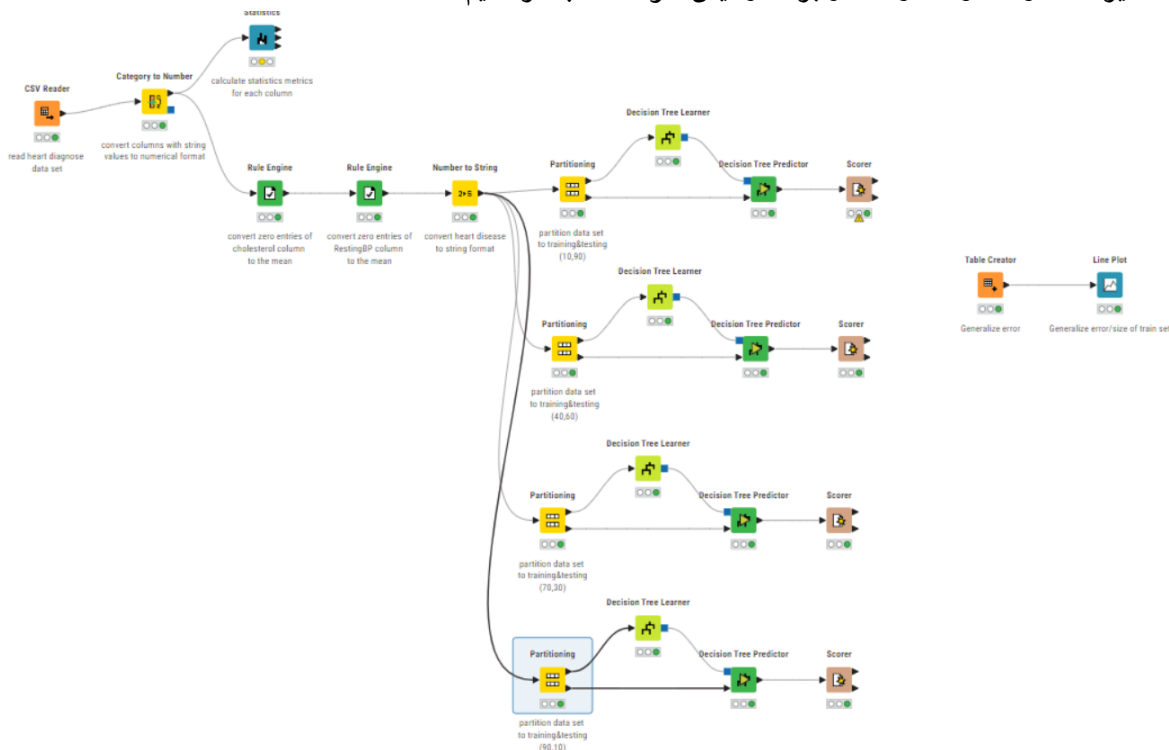 Statistics
calculate statistics metrics
for each column
Category to Number
convert columns with string
values to numerical format
CSV Reader
read heart diagnose
data set
Rule Engine
convert zero entries of
cholesterol column
to the mean
Rule Engine
convert zero entries of
RestingBP column
to the mean
Number to String
2▸S
convert heart disease
to string format
Decision Tree Learner
Partitioning
partition data set
to training&testing
(10,90)
Decision Tree Predictor
Scorer
Decision Tree Learner
Partitioning
partition data set
to training&testing
(40,60)
Decision Tree Predictor
Scorer
Table Creator
Generalize error
Line Plot
Generalize error/size of train set
Decision Tree Learner
Partitioning
partition data set
to training&testing
(70,30)
Decision Tree Predictor
Scorer
Decision Tree Learner
Partitioning
partition data set
to training&testing
(90,10)
Decision Tree Predictor
Scorer